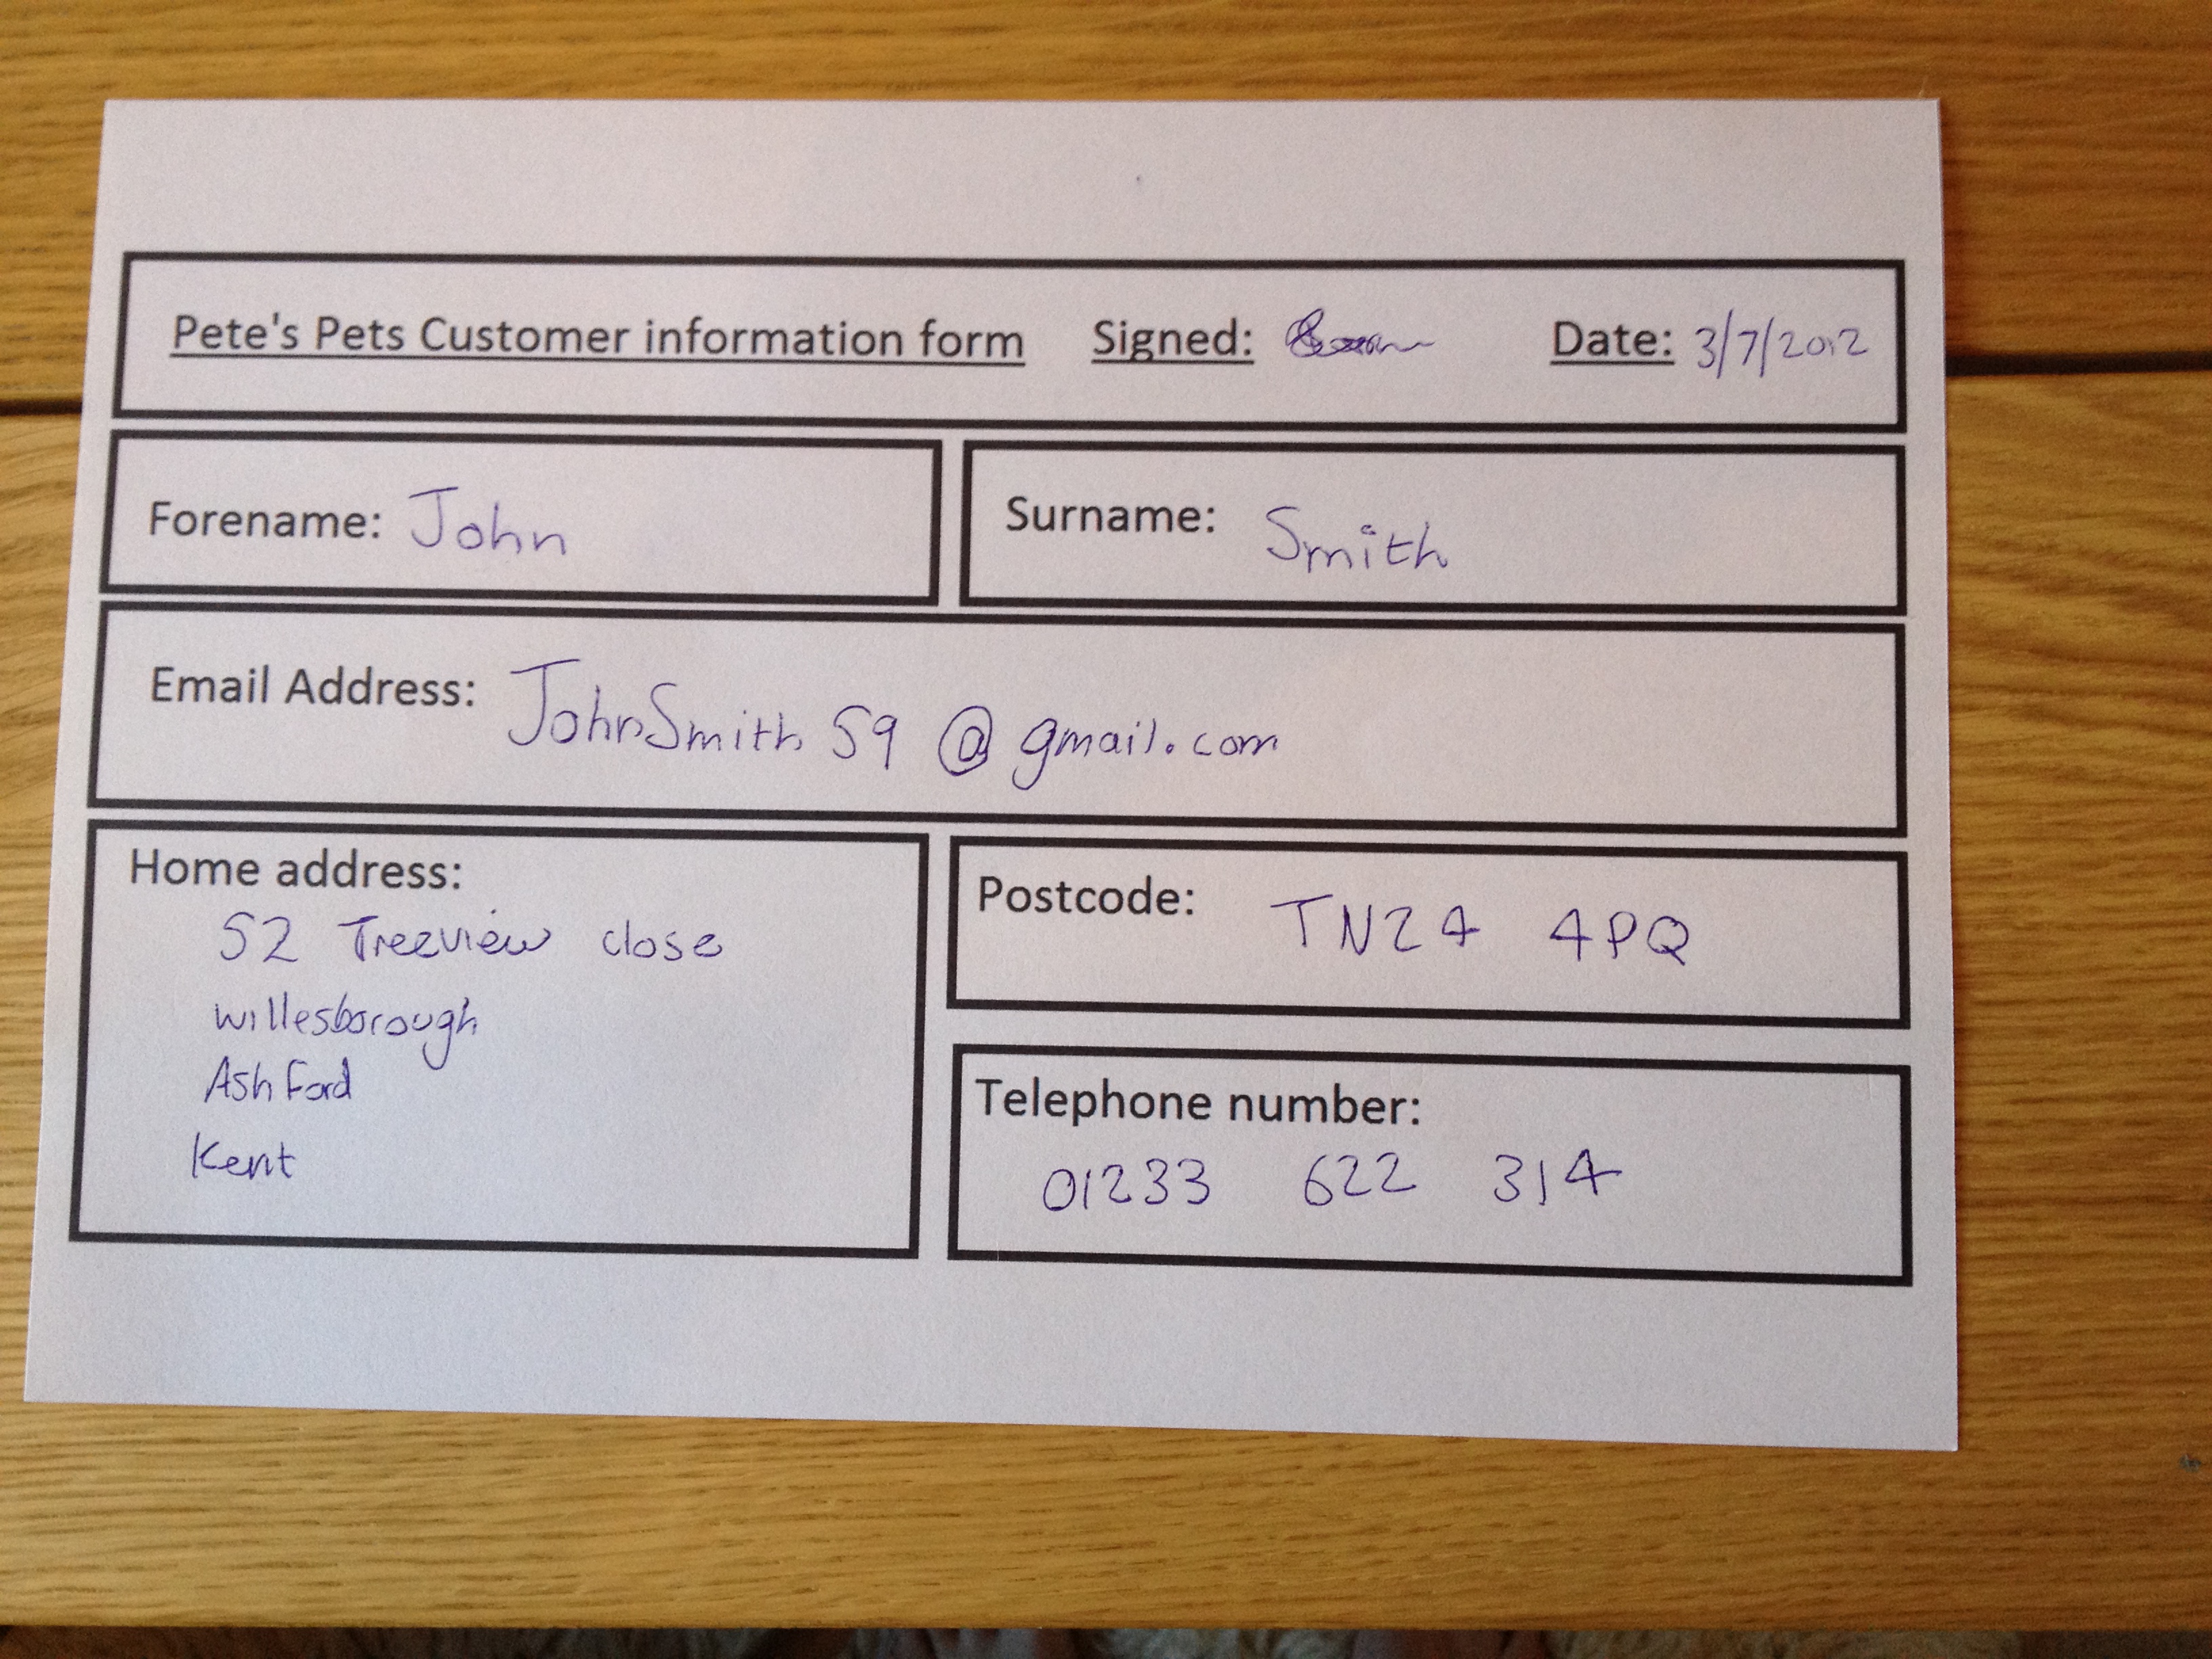 Pete's Pets Customer information form Signed: Date: 3/7/2012
Forename: John
Surname: Smith
Email Address: JohnSmith59@gmail.com
Home address:
52 Treeview close
willesborough
Ashford
Kent
Postcode: TN24 4PQ
Telephone number:
01233 622 314